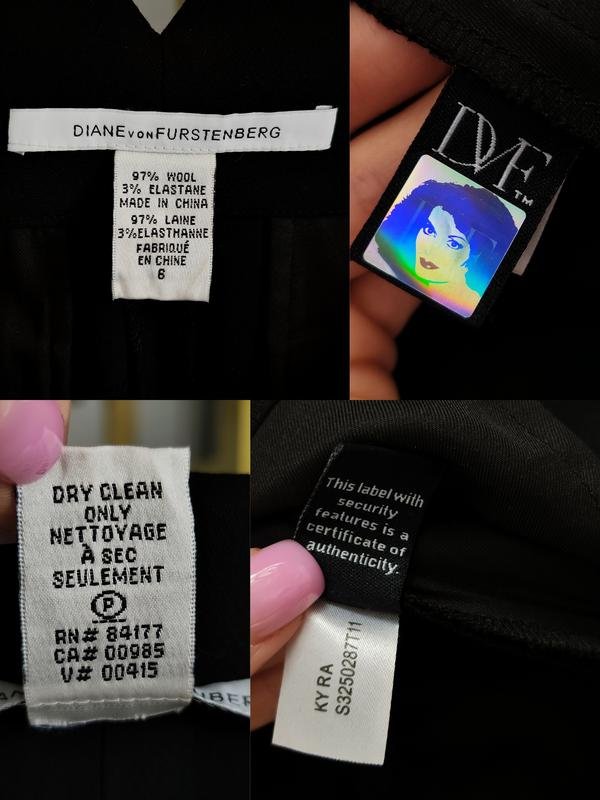 DIANE VON FURSTENBERG
97% WOOL
3% ELASTANE
MADE IN CHINA
97% LAINE
3%ELASTHANNE
FABRIQUÉ
EN CHINE
6
DVF
TM
DRY CLEAN
ONLY
NETTOYAGE
À SEC
SEULEMENT
P
RN# 84177
CA# 00985
V# 00415
This label with
security
features is a
certificate of
authenticity.
KYRA
S3250287T11